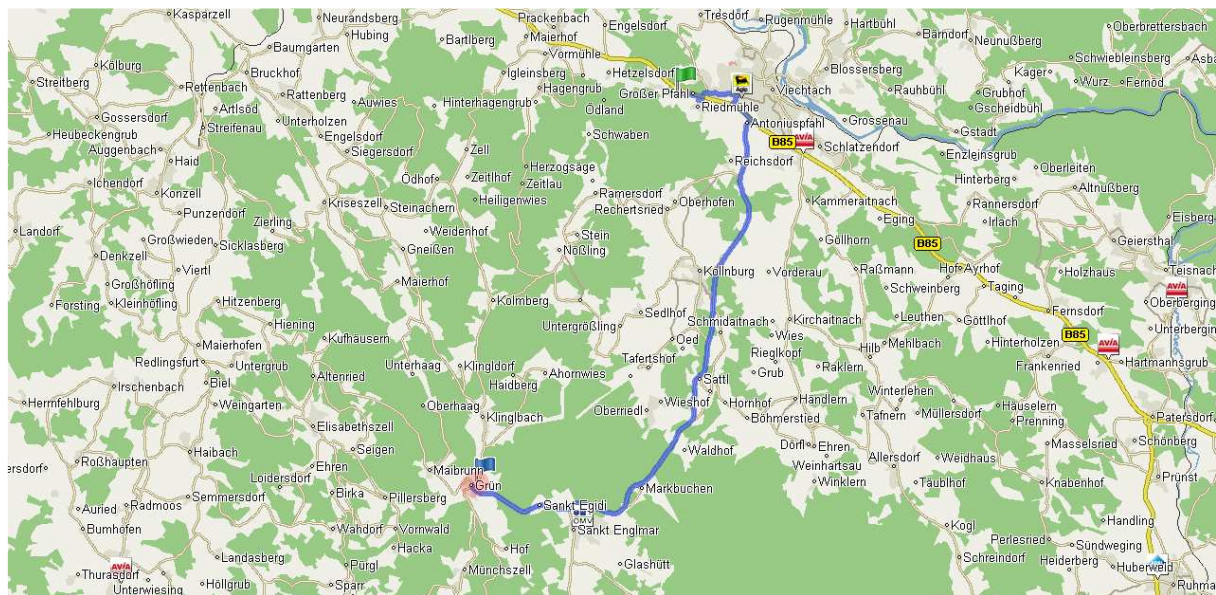 Kasparzell
Neurandsberg
Prackenbach
Engelsdorf
Tresdorf
Rugenmühle
Hartbühl
Oberbrettersbach
Baumgarten
Hubing
Bartlberg
Maierhof
Vormühle
Bärndorf
Neunußberg
Kölburg
Bruckhof
Igleinsberg
Hetzelsdorf
Blossersberg
Schwiebleinsberg
Streitberg
Rettenbach
Rattenberg
Auwies
Hinterhagengrub
Hagengrub
Großer Pfahl
Viechtach
Rauhbühl
Kager
Wurz
Fernöd
Grubhof
Gossersdorf
Artlsöd
Ödland
Riedmühle
Gscheidbühl
Heubeckengrub
Streifenau
Unterholzen
Engelsdorf
Schwaben
Antoniuspfahl
Grossenau
Gstadt
Auggenbach
Siegersdorf
Zell
B85
AVIA
Schlatzendorf
Haid
Herzogsäge
Reichsdorf
Enzleinsgrub
Oberleiten
Ichendorf
Konzell
Ödhof
Zeitlhof
Zeitlau
Ramersdorf
Hinterberg
Altnußberg
Punzendorf
Zierling
Kriseszell
Steinachern
Heiligenwies
Rechertsried
Oberhofen
Kammeraitnach
Rannersdorf
Landorf
Großwieden
Sicklasberg
Weidenhof
Stein
Eging
Irlach
Eisberg
Denkzell
Gneißen
Nößling
Göllhorn
B85
Geiersthal
Viertl
Kollnburg
Vorderau
Raßmann
Hof
Ayrhof
Holzhaus
Teisnach
Großhöfling
Maierhof
Schweinberg
Taging
AVIA
Forsting
Kleinhöfling
Hitzenberg
Kolmberg
Sedlhof
Fernsdorf
Hiening
Untergrößling
Schmidaitnach
Kirchaitnach
Leuthen
Göttlhof
Maierhofen
Kufhäusern
Oed
Wies
Mehlbach
B85
Hinterholzen
AVIA
Redlingsfurt
Untergrub
Unterhaag
Klingldorf
Tafertshof
Rieglkopf
Hilb
Frankenried
Hartmannsgrub
Irschenbach
Biel
Altenried
Haidberg
Ahornwies
Sattl
Grub
Raklern
Winterlehen
Herrnfehlburg
Weingarten
Oberhaag
Klinglbach
Oberriedl
Wieshof
Hornhof
Handlern
Tafnern
Müllersdorf
Häuselern
Prenning
Patersdorf
Elisabethszell
Böhmerstied
Masselsried
Schönberg
Roßhaupten
Haibach
Seigen
Waldhof
Dörfl
Ehren
Allersdorf
Weidhaus
Loidersdorf
Ehren
Maibrunn
Weinhartsau
Semmersdorf
Birka
Pillersberg
Grün
Markbuchen
Winklern
Täublhof
Knabenhof
Prünst
Auried
Radmoos
Sankt Egidi
Bumhofen
Wahdorf
Vornwald
OMV
Sankt Englmar
Kogl
Handling
Landasberg
Hacka
Hof
Perlesried
Sündweging
AVIA
Pürgl
Münchszell
Glashütt
Schreindorf
Heiderberg
Huberweid
Thurasdorf
Unterwiesing
Höllgrub
Sparr